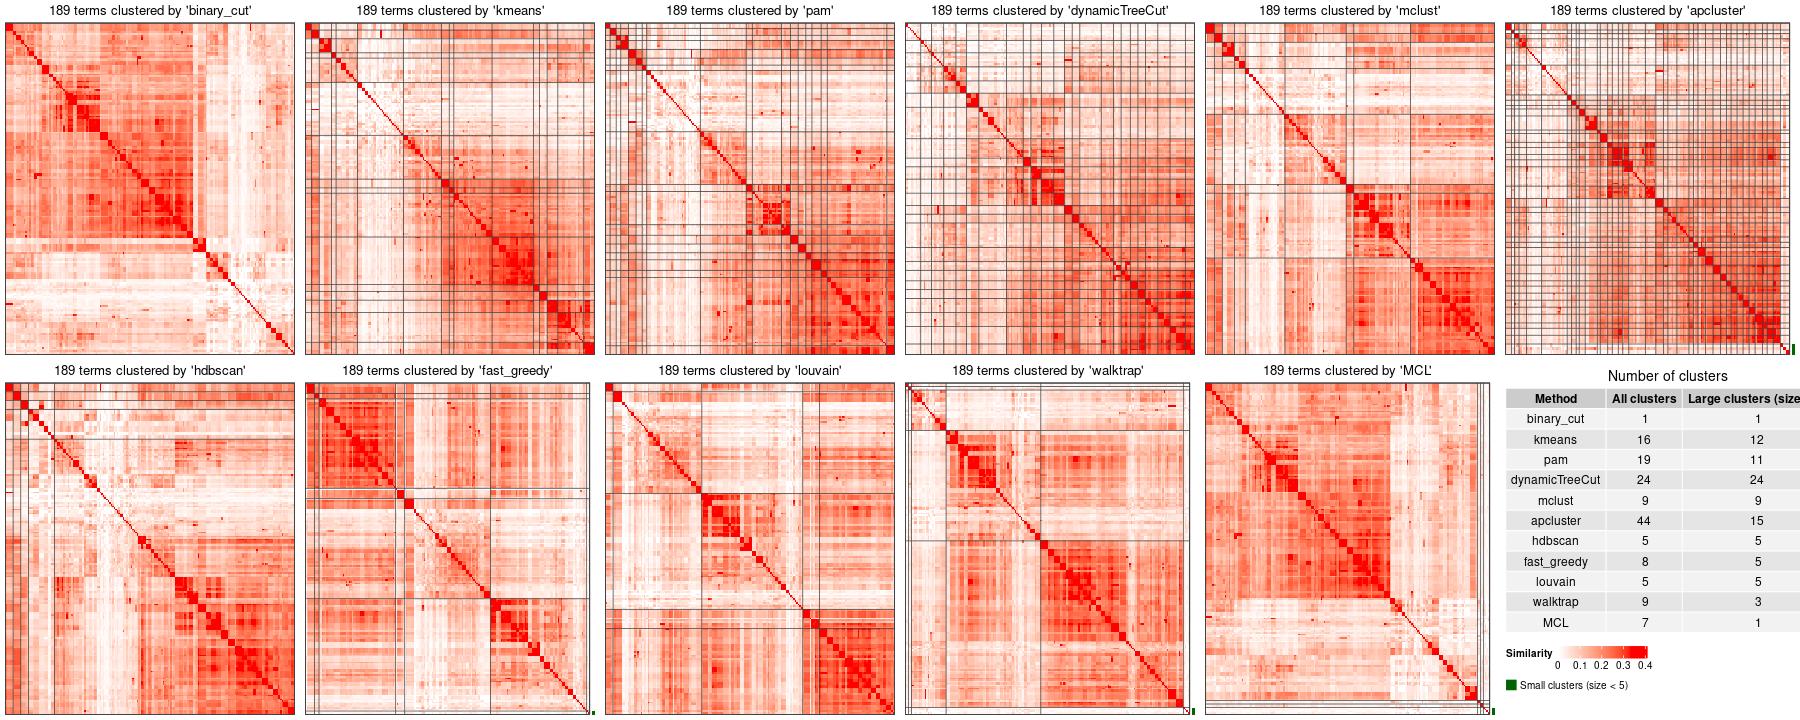 189 terms clustered by 'binary_cut'
189 terms clustered by 'kmeans'
189 terms clustered by 'pam'
189 terms clustered by 'dynamicTreeCut'
189 terms clustered by 'mclust'
189 terms clustered by 'apcluster'
189 terms clustered by 'hdbscan'
189 terms clustered by 'fast_greedy'
189 terms clustered by 'louvain'
189 terms clustered by 'walktrap'
189 terms clustered by 'MCL'
Number of clusters
Method All clusters Large clusters (size
binary_cut 1 1
kmeans 16 12
pam 19 11
dynamicTreeCut 24 24
mclust 9 9
apcluster 44 15
hdbscan 5 5
fast_greedy 8 5
louvain 5 5
walktrap 9 3
MCL 7 1
Similarity
0 0.1 0.2 0.3 0.4
Small clusters (size < 5)